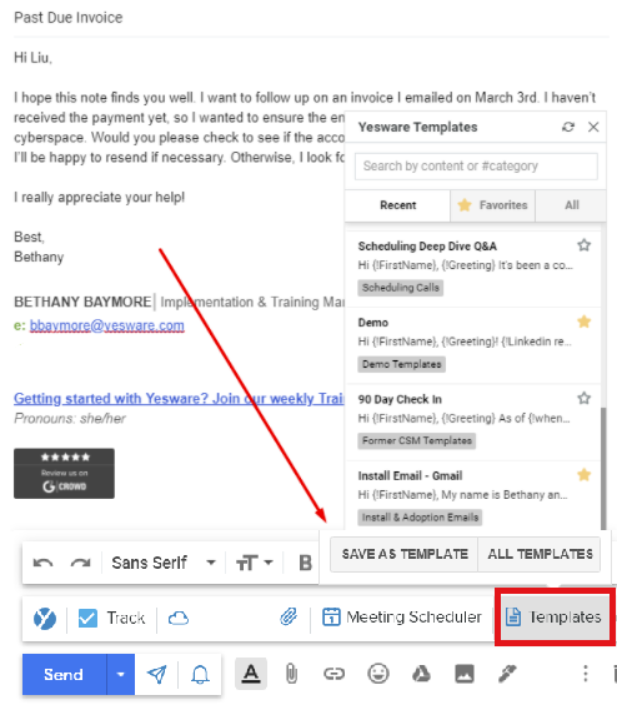 Past Due Invoice
Hi Liu,
I hope this note finds you well. I want to follow up on an invoice I emailed on March 3rd. I haven't
received the payment yet, so I wanted to ensure the en
cyberspace. Would you please check to see if the acco
I'll be happy to resend if necessary. Otherwise, I look fo
I really appreciate your help!
Best,
Bethany
BETHANY BAYMORE| Implementation & Training Ma
e: bbaymore@yesware.com
Getting started with Yesware? Join our weekly Trai
Pronouns: she/her
Review us on
G2 CROWD
Yesware Templates
Search by content or #category
Recent
Favorites
All
Scheduling Deep Dive Q&A
Hi {!FirstName}, {!Greeting} It's been a co...
Scheduling Calls
Demo
Hi {!FirstName}, {!Greeting}! {!Linkedin re...
Demo Templates
90 Day Check In
Hi {!FirstName}, {!Greeting} As of {!when...
Former CSM Templates
Install Email - Gmail
Hi {!FirstName}, My name is Bethany an...
Install & Adoption Emails
SAVE AS TEMPLATE ALL TEMPLATES
Sans Serif TT B
Track Meeting Scheduler Templates
Send A